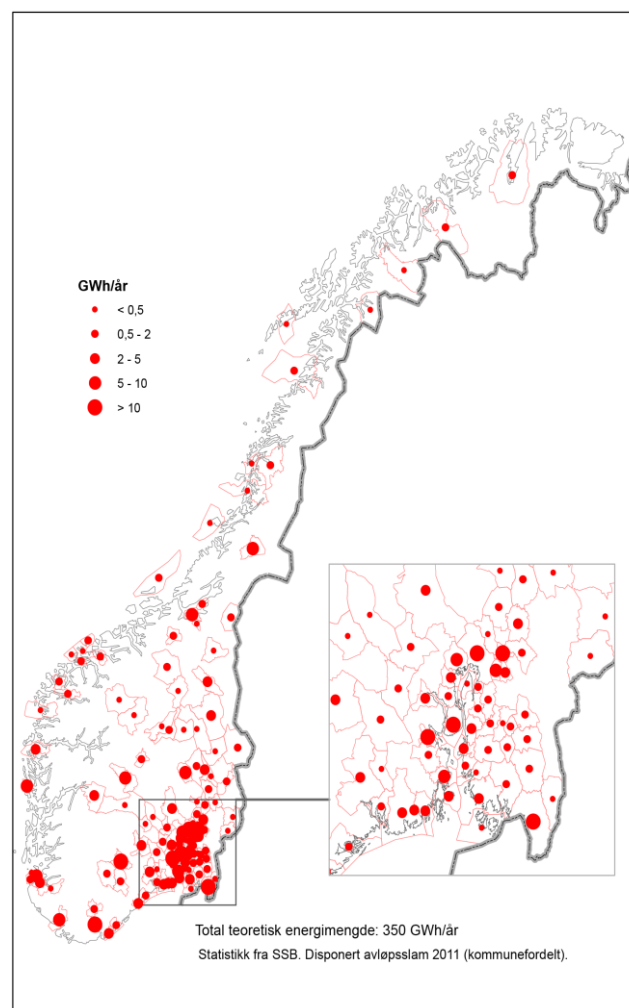 GWh/år
< 0,5
0,5 - 2
2 - 5
5 - 10
> 10
Total teoretisk energimengde: 350 GWh/år
Statistikk fra SSB. Disponert avløpsslam 2011 (kommunefordelt).